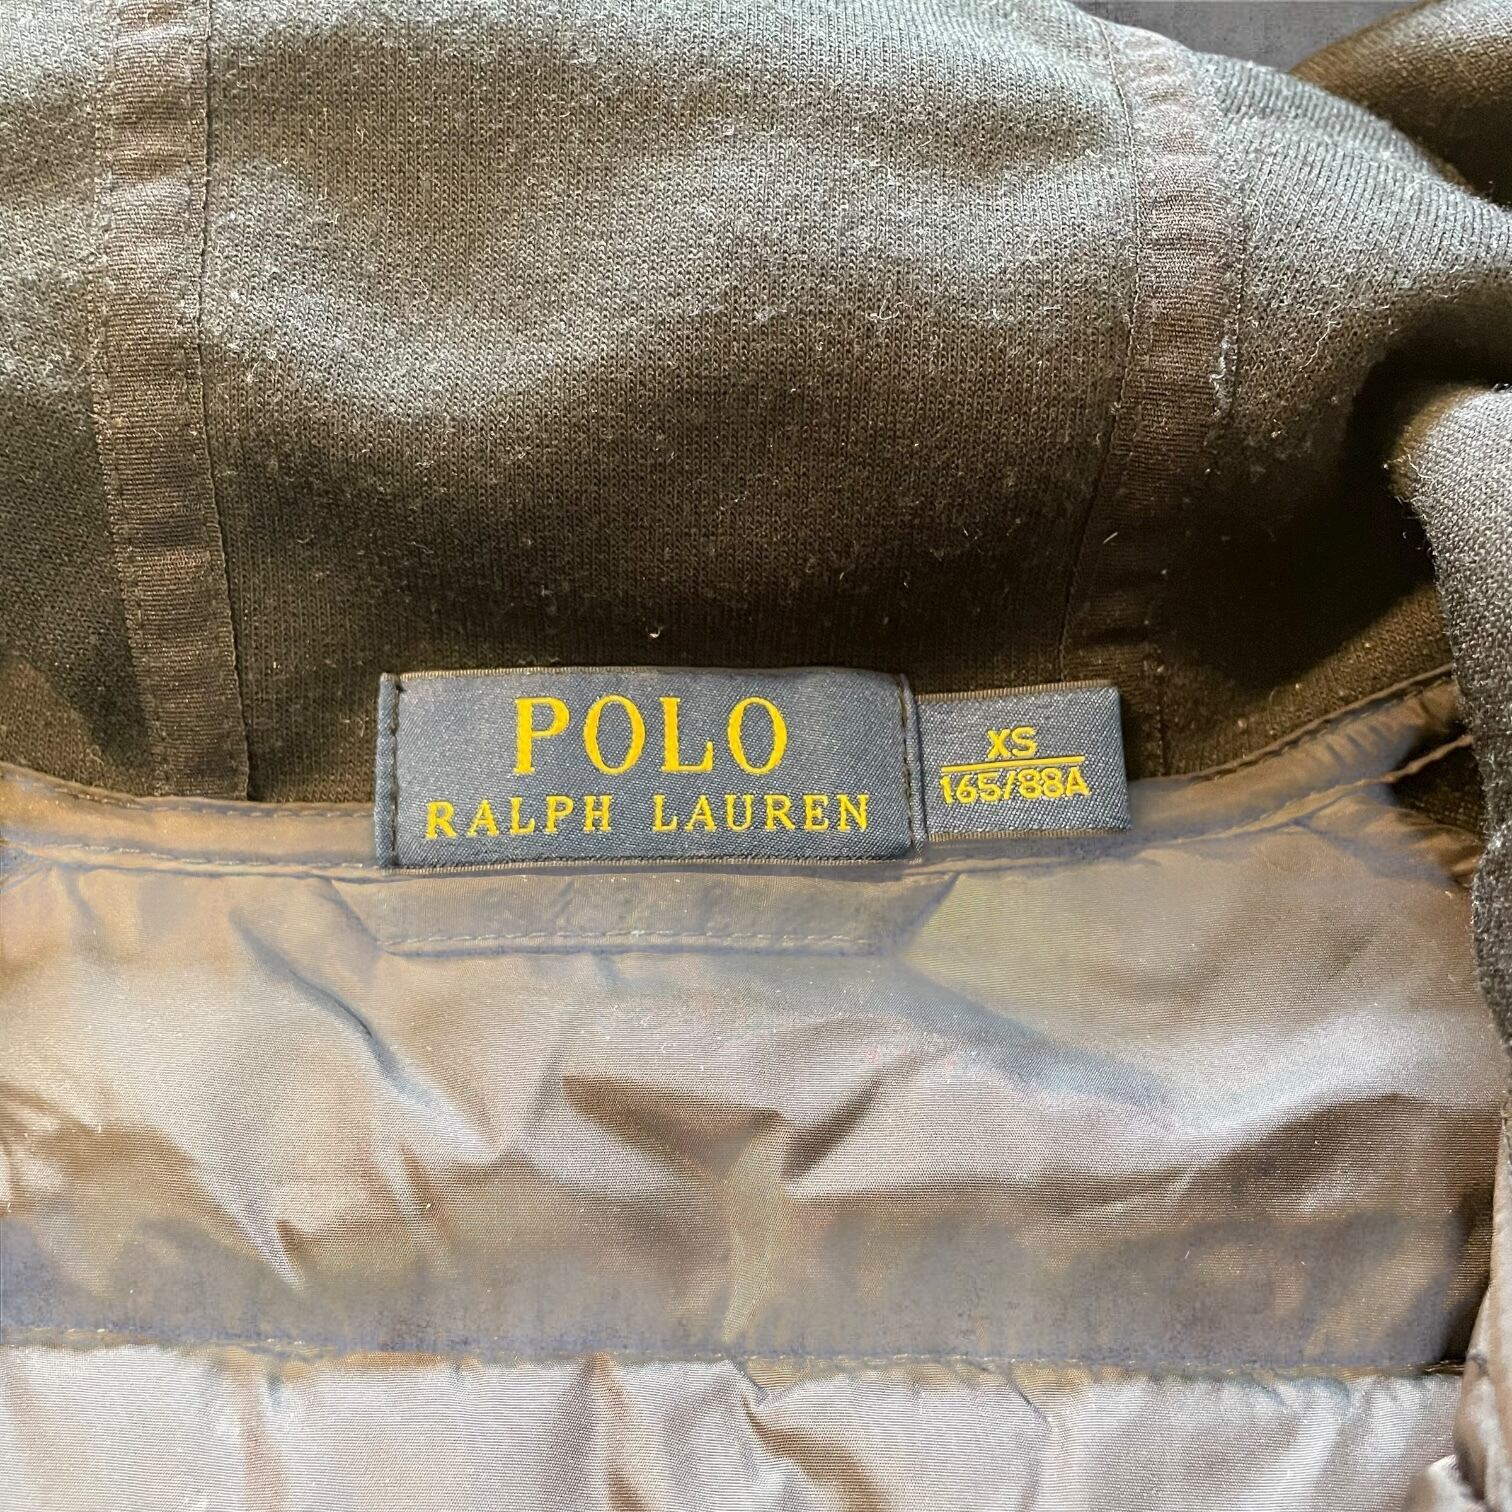 POLO
RALPH LAUREN
XS
165/88A